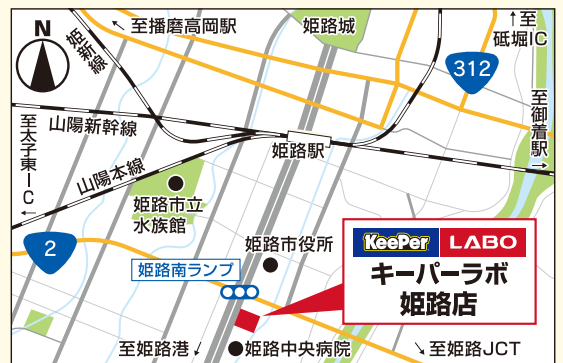 N
至播磨高岡駅
姫路城
↑至
砥堀IC
姫新線
312
至御着駅→
山陽新幹線
姫路駅
至太子東IC←
山陽本線
姫路市立
水族館
2
姫路市役所
姫路南ランプ
KeePer LABO
キーパーラボ
姫路店
至姫路港
姫路中央病院
至姫路JCT